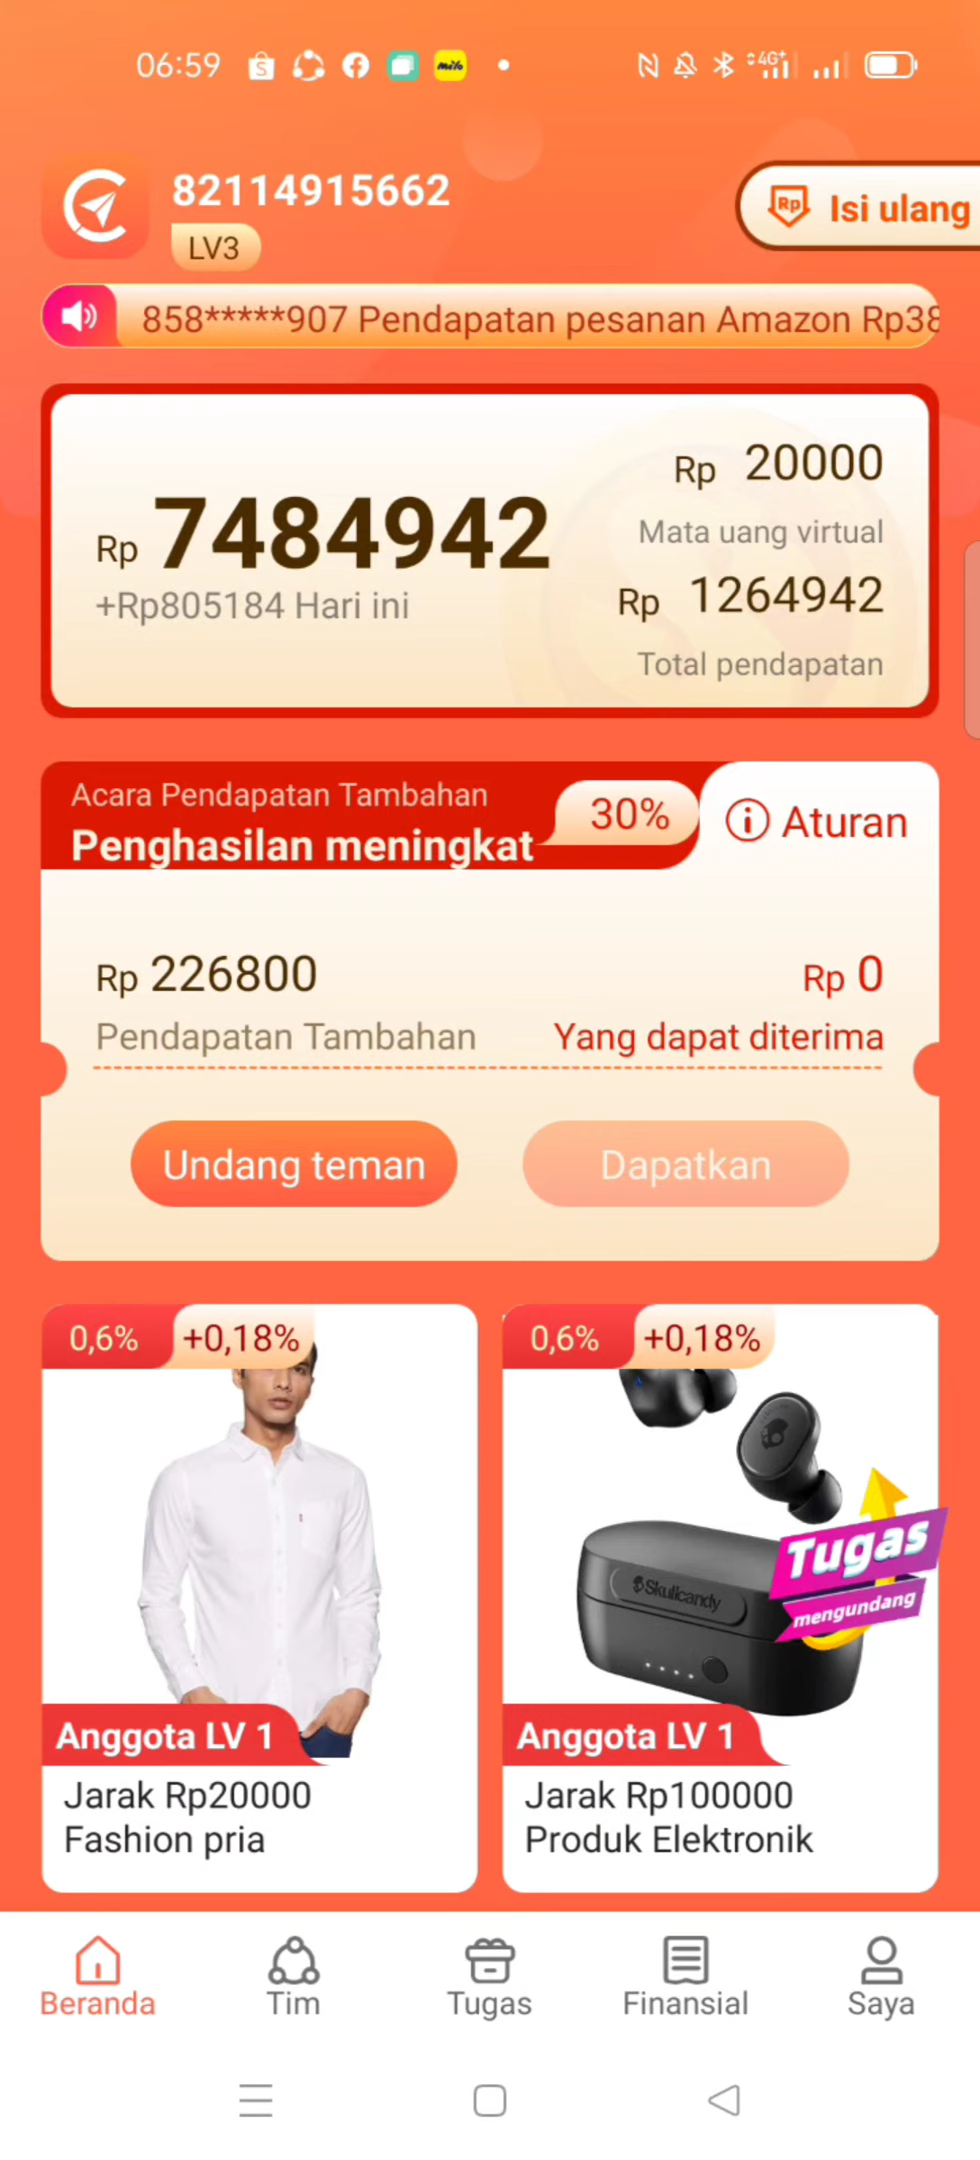 06:59
4G+
82114915662
LV3
Rp Isi ulang
858*****907 Pendapatan pesanan Amazon Rp38
Rp 7484942
+Rp805184 Hari ini
Rp 20000
Mata uang virtual
Rp 1264942
Total pendapatan
Acara Pendapatan Tambahan
Penghasilan meningkat
30%
Aturan
Rp 226800
Pendapatan Tambahan
Rp 0
Yang dapat diterima
Undang teman
Dapatkan
0,6% +0,18%
Anggota LV 1
Jarak Rp20000
Fashion pria
0,6% +0,18%
Skullcandy
Tugas
mengundang
Anggota LV 1
Jarak Rp100000
Produk Elektronik
Beranda
Tim
Tugas
Finansial
Saya